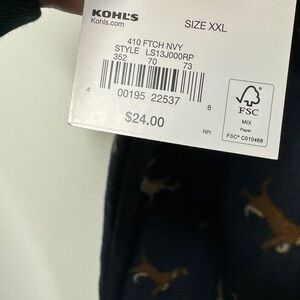 KOHL'S
Kohls.com
SIZE XXL
410 FTCH NVY
STYLE LS13J000RP
352 70 73
4 00195 22537 8
$24.00
RPI
FSC
MIX
Paper
FSC® C010468